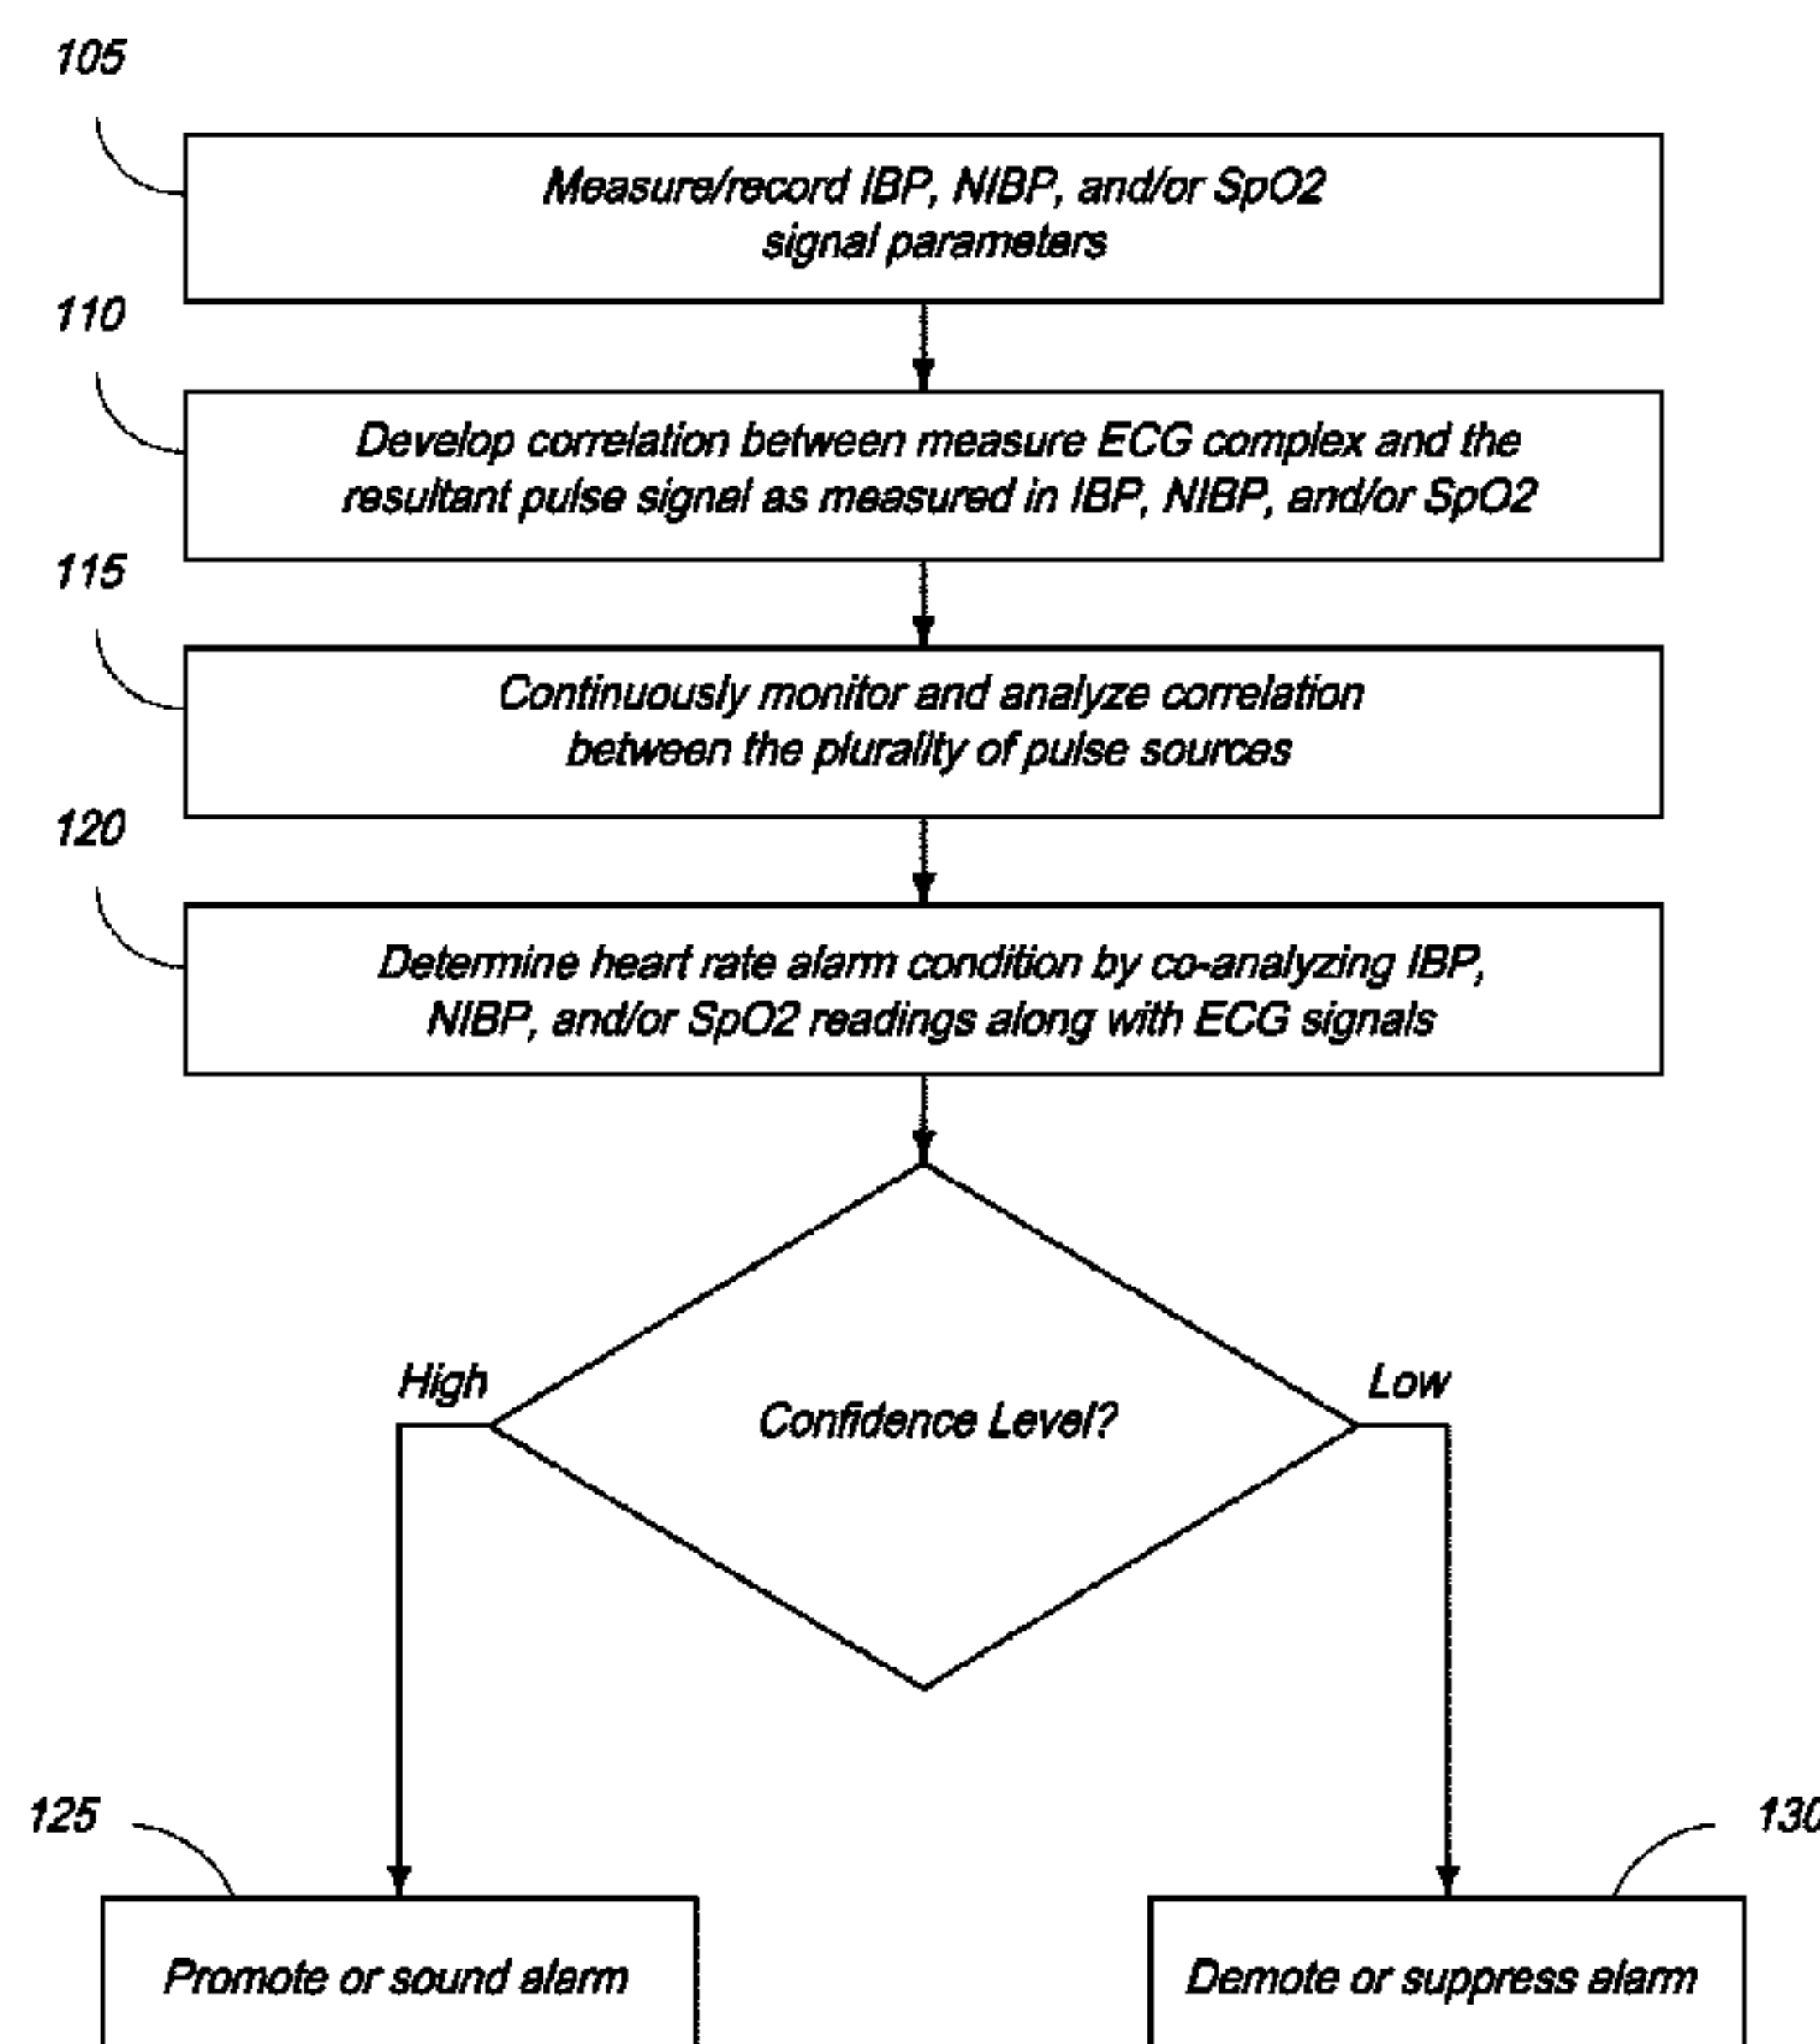 105
Measure/record IBP, NIBP, and/or SpO2
signal parameters
110
Develop correlation between measure ECG complex and the
resultant pulse signal as measured in IBP, NIBP, and/or SpO2
115
Continuously monitor and analyze correlation
between the plurality of pulse sources
120
Determine heart rate alarm condition by co-analyzing IBP,
NIBP, and/or SpO2 readings along with ECG signals
High
Low
Confidence Level?
125
130
Promote or sound alarm
Demote or suppress alarm